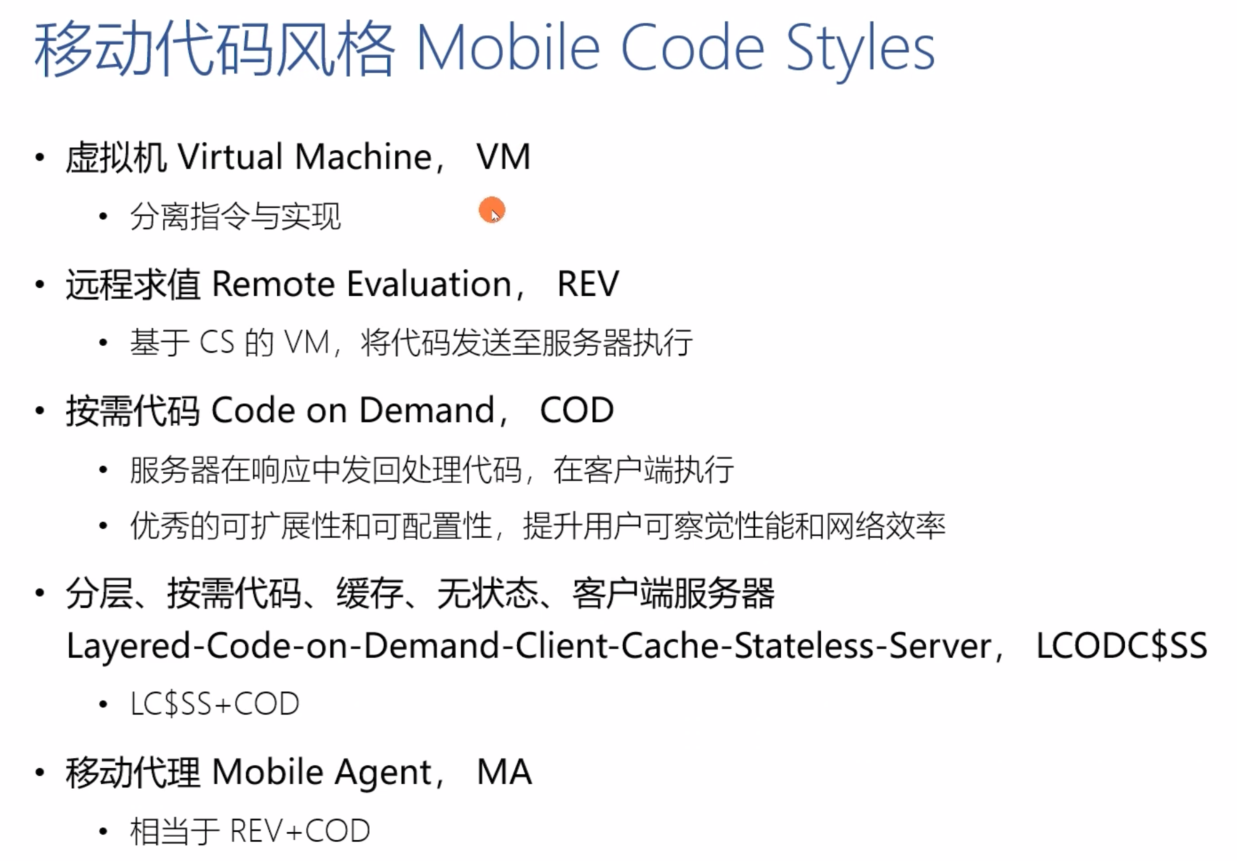 移动代码风格 Mobile Code Styles
• 虚拟机 Virtual Machine， VM
• 分离指令与实现
• 远程求值 Remote Evaluation， REV
• 基于 CS 的 VM，将代码发送至服务器执行
• 按需代码 Code on Demand， COD
• 服务器在响应中发回处理代码，在客户端执行
• 优秀的可扩展性和可配置性，提升用户可察觉性能和网络效率
• 分层、按需代码、缓存、无状态、客户端服务器
Layered-Code-on-Demand-Client-Cache-Stateless-Server， LCODC$SS
• LC$SS+COD
• 移动代理 Mobile Agent， MA
• 相当于 REV+COD